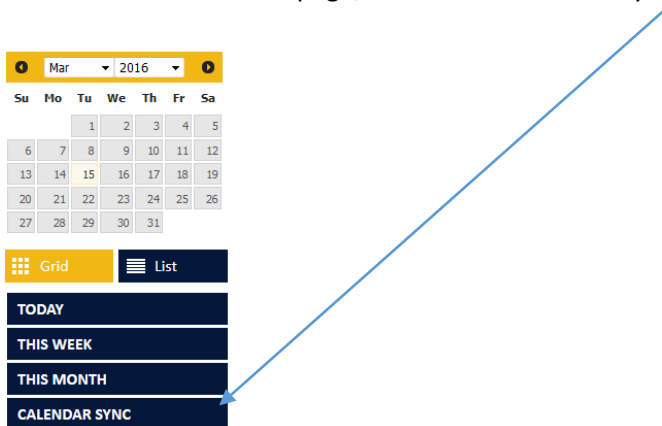 Mar 2016
Su Mo Tu We Th Fr Sa
1 2 3 4 5
6 7 8 9 10 11 12
13 14 15 16 17 18 19
20 21 22 23 24 25 26
27 28 29 30 31
Grid List
TODAY
THIS WEEK
THIS MONTH
CALENDAR SYNC